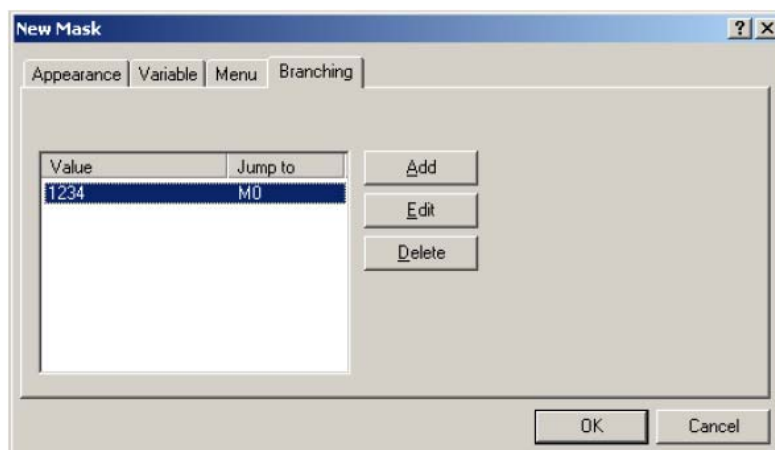 New Mask
Appearance Variable Menu Branching
Value Jump to
1234 M0
Add
Edit
Delete
OK Cancel